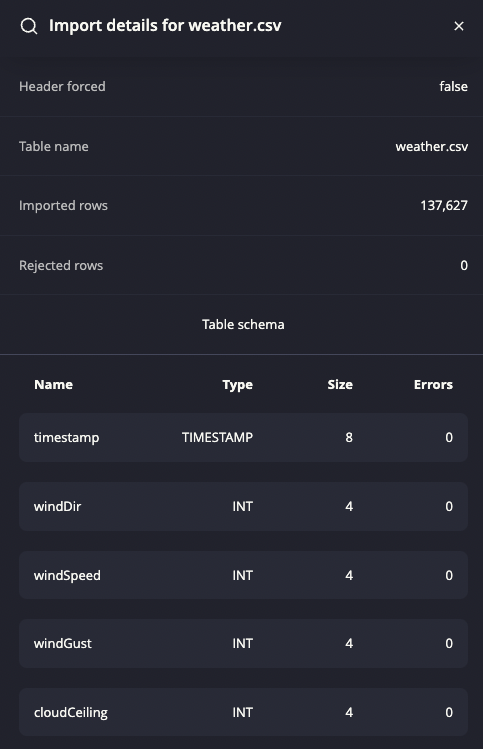 Import details for weather.csv
Header forced false
Table name weather.csv
Imported rows 137,627
Rejected rows 0
Table schema
Name Type Size Errors
timestamp TIMESTAMP 8 0
windDir INT 4 0
windSpeed INT 4 0
windGust INT 4 0
cloudCeiling INT 4 0